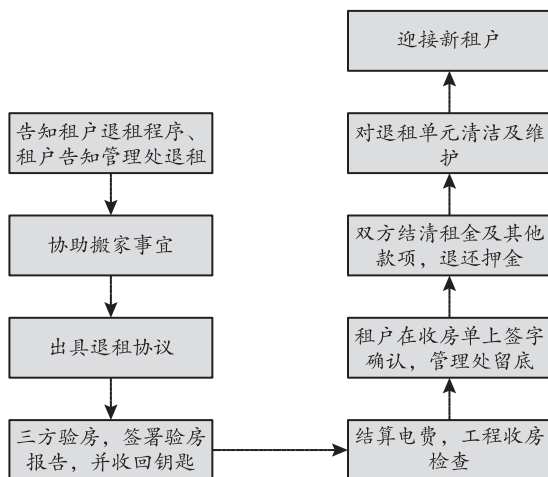 告知租户退租程序、
租户告知管理处退租
协助搬家事宜
出具退租协议
三方验房，签署验房
报告，并收回钥匙
结算电费，工程收房
检查
租户在收房单上签字
确认，管理处留底
双方结清租金及其他
款项，退还押金
对退租单元清洁及维
护
迎接新租户